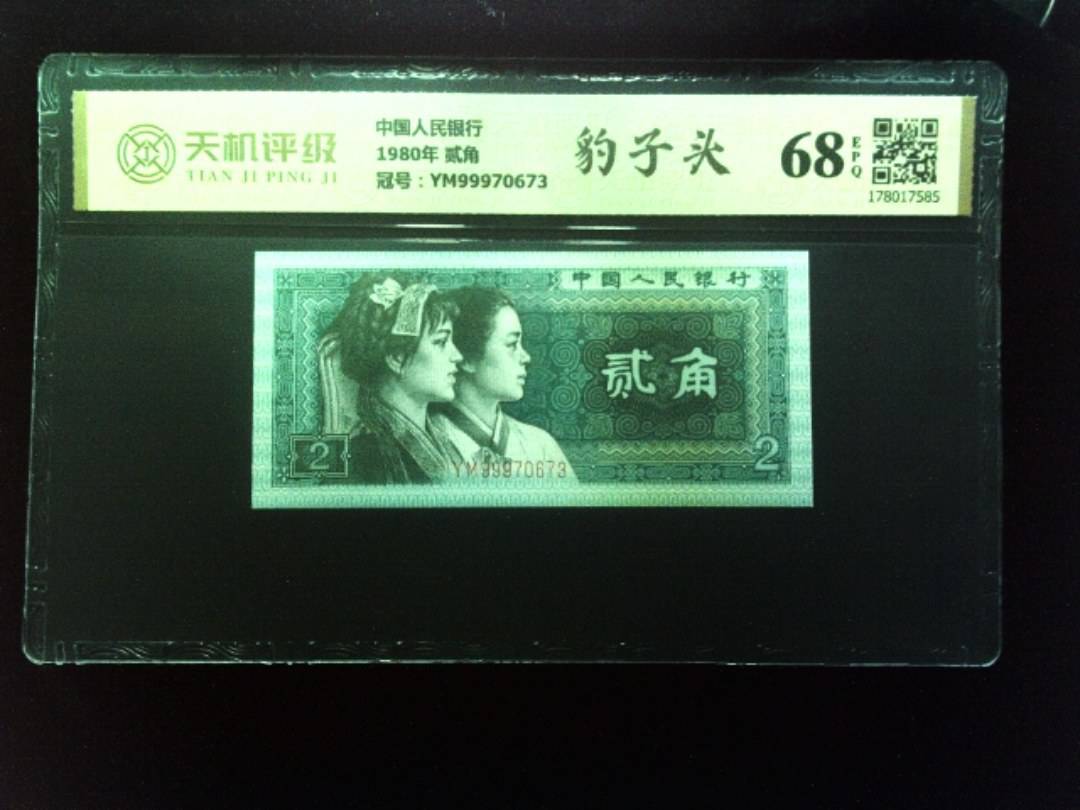 天机评级
TIAN JI PING JI
中国人民银行
1980年 贰角
冠号：YM99970673
豹子头
68
EPQ
178017585
中国人民银行
贰角
2
2
YM99970673